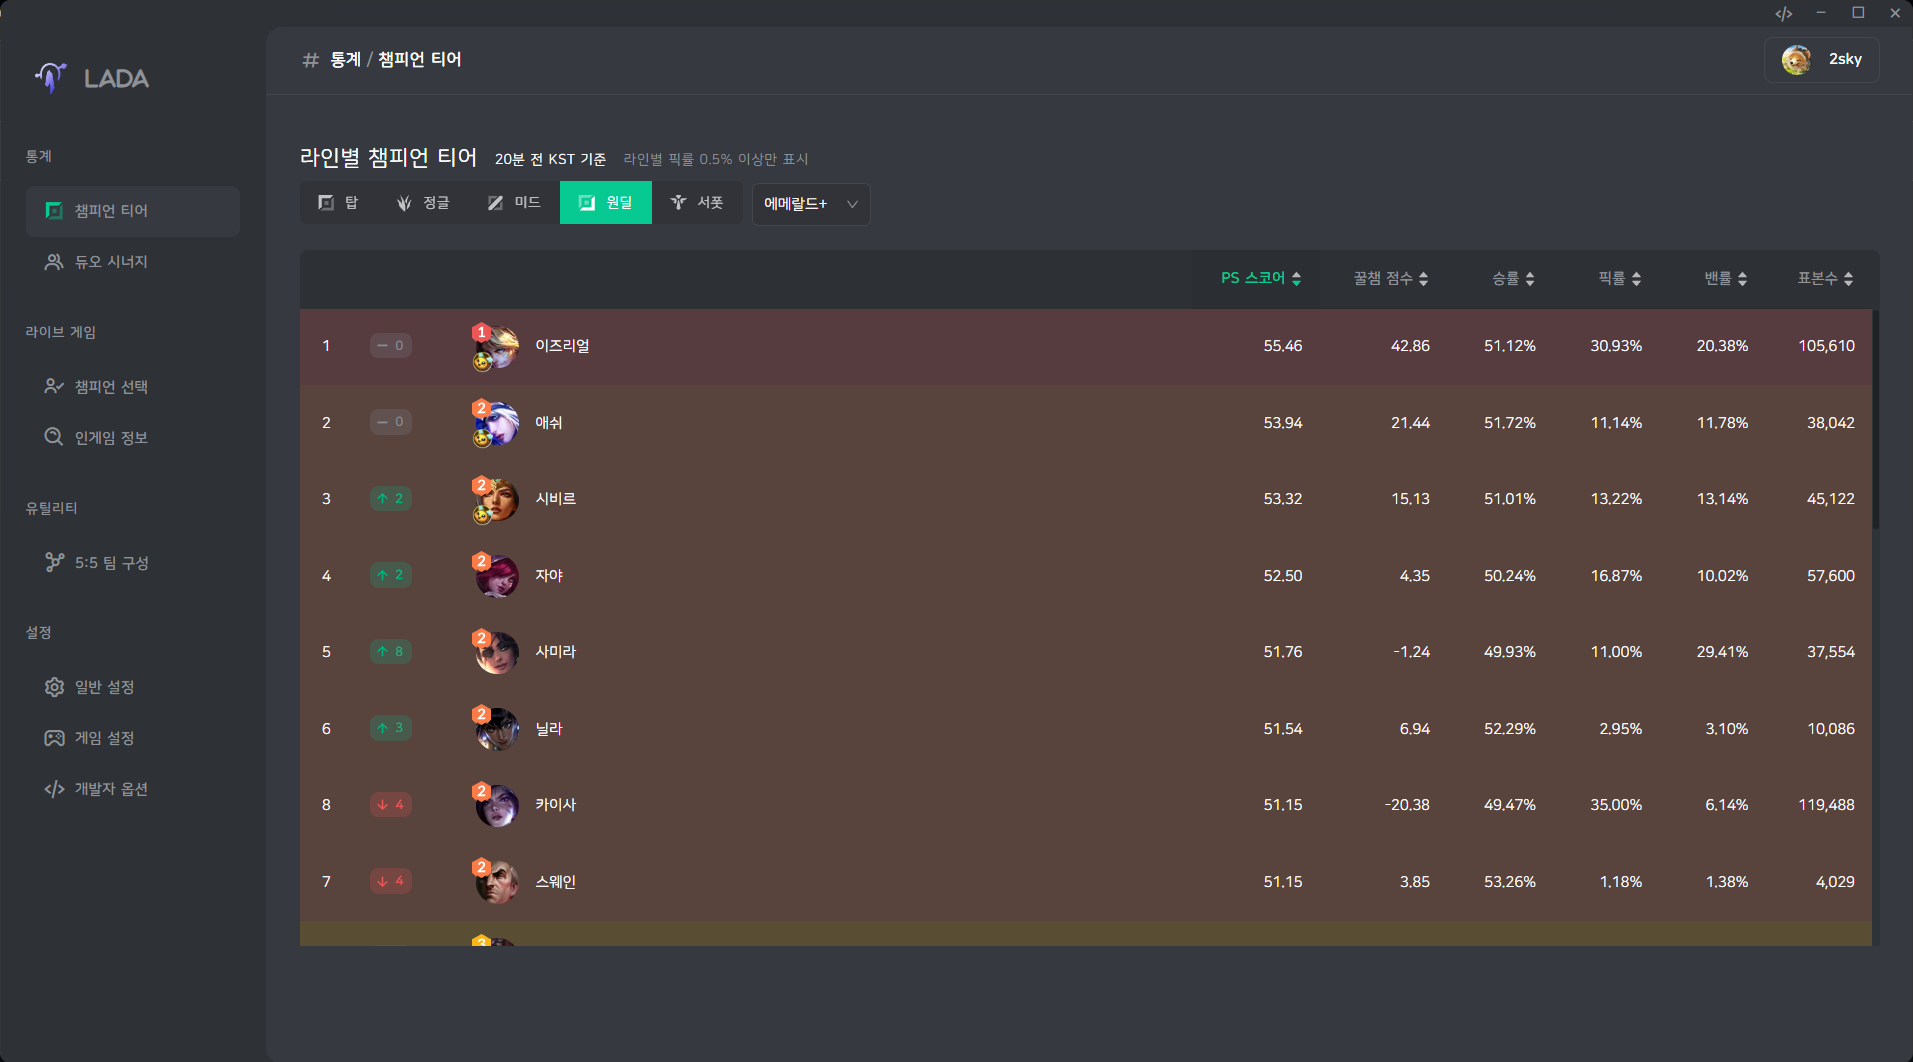 LADA
통계
챔피언 티어
듀오 시너지
라이브 게임
챔피언 선택
인게임 정보
유틸리티
5:5 팀 구성
설정
일반 설정
게임 설정
개발자 옵션
# 통계 / 챔피언 티어
2sky
라인별 챔피언 티어 20분 전 KST 기준 라인별 픽률 0.5% 이상만 표시
탑 정글 미드 원딜 서폿 에메랄드+
PS 스코어 꿀챔 점수 승률 픽률 밴률 표본수
1 0 1 이즈리얼 55.46 42.86 51.12% 30.93% 20.38% 105,610
2 0 2 애쉬 53.94 21.44 51.72% 11.14% 11.78% 38,042
3 2 2 시비르 53.32 15.13 51.01% 13.22% 13.14% 45,122
4 2 2 자야 52.50 4.35 50.24% 16.87% 10.02% 57,600
5 8 2 사미라 51.76 -1.24 49.93% 11.00% 29.41% 37,554
6 3 2 닐라 51.54 6.94 52.29% 2.95% 3.10% 10,086
8 4 2 카이사 51.15 -20.38 49.47% 35.00% 6.14% 119,488
7 4 2 스웨인 51.15 3.85 53.26% 1.18% 1.38% 4,029
3